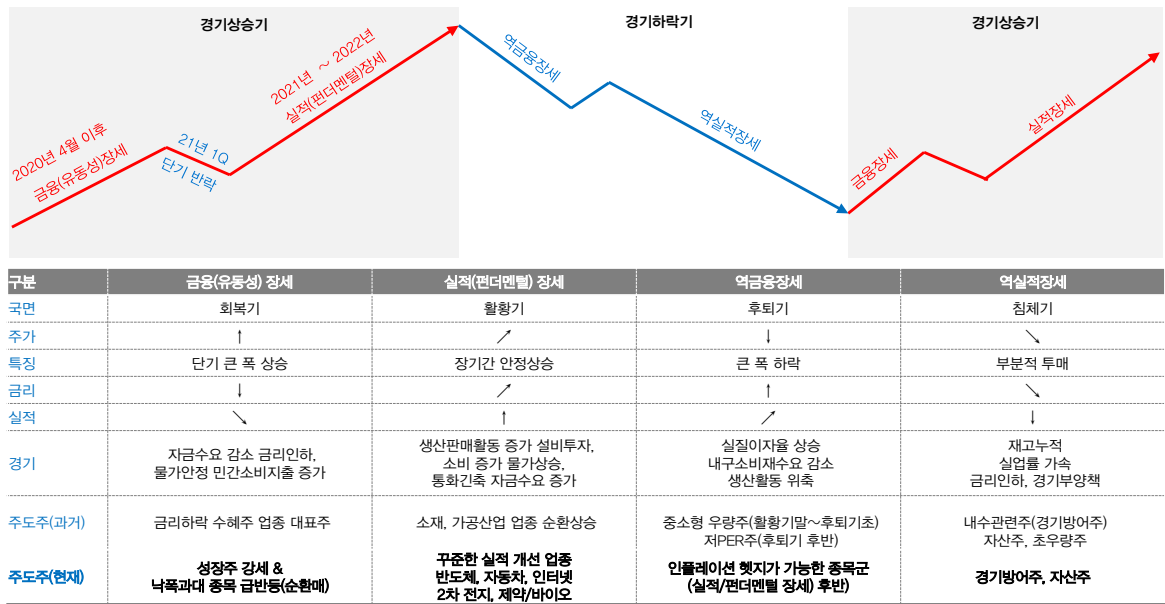 경기상승기
경기하락기
경기상승기
2020년 4월 이후
금융(유동성)장세
21년 1Q
단기 반락
2021년 ~ 2022년
실적(펀더멘털)장세
역금융장세
역실적장세
금융장세
실적장세
구분 금융(유동성) 장세 실적(펀더멘털) 장세 역금융장세 역실적장세
국면 회복기 활황기 후퇴기 침체기
주가 ↑ ↗ ↓ ↘
특징 단기 큰 폭 상승 장기간 안정상승 큰 폭 하락 부분적 투매
금리 ↓ ↗ ↑ ↘
실적 ↘ ↑ ↗ ↓
경기
자금수요 감소 금리인하,
물가안정 민간소비지출 증가
생산판매활동 증가 설비투자,
소비 증가 물가상승,
통화긴축 자금수요 증가
실질이자율 상승
내구소비재수요 감소
생산활동 위축
재고누적
실업률 가속
금리인하, 경기부양책
주도주(과거)
금리하락 수혜주 업종 대표주
소재, 가공산업 업종 순환상승
중소형 우량주(활황기말~후퇴기초)
저PER주(후퇴기 후반)
내수관련주(경기방어주)
자산주, 초우량주
주도주(현재)
성장주 강세 &
낙폭과대 종목 급반등(순환매)
꾸준한 실적 개선 업종
반도체, 자동차, 인터넷
2차 전지, 제약/바이오
인플레이션 헷지가 가능한 종목군
(실적/펀더멘털 장세) 후반)
경기방어주, 자산주